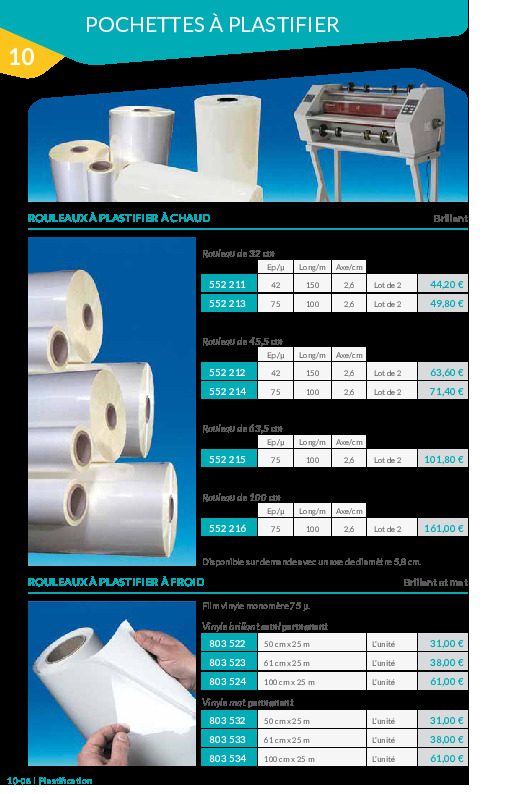 POCHETTES À PLASTIFIER
10
ROULEAUX À PLASTIFIER À CHAUD Brillant
Rouleau de 32 cm
Ep./µ Long/m Axe/cm
552 211 42 150 2,6 Lot de 2 44,20 €
552 213 75 100 2,6 Lot de 2 49,80 €
Rouleau de 45,5 cm
Ep./µ Long/m Axe/cm
552 212 42 150 2,6 Lot de 2 63,60 €
552 214 75 100 2,6 Lot de 2 71,40 €
Rouleau de 63,5 cm
Ep./µ Long/m Axe/cm
552 215 75 100 2,6 Lot de 2 101,80 €
Rouleau de 100 cm
Ep./µ Long/m Axe/cm
552 216 75 100 2,6 Lot de 2 161,00 €
Disponible sur demande avec un axe de diamètre 5,8 cm.
ROULEAUX À PLASTIFIER À FROID Brillant et mat
Film vinyle monomère 75 µ.
Vinyle brillant semi permanent
803 522 50 cm x 25 m L'unité 31,00 €
803 523 61 cm x 25 m L'unité 38,00 €
803 524 100 cm x 25 m L'unité 61,00 €
Vinyle mat permanent
803 532 50 cm x 25 m L'unité 31,00 €
803 533 61 cm x 25 m L'unité 38,00 €
803 534 100 cm x 25 m L'unité 61,00 €
10-06 I Plastification